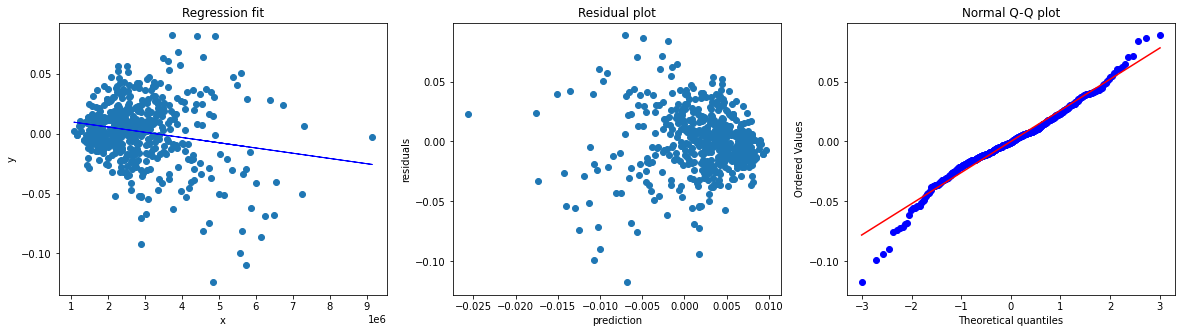 Regression fit
0.05
0.00
−0.05
−0.10
y
1 2 3 4 5 6 7 8 9
1e6
x
Residual plot
0.05
0.00
−0.05
−0.10
residuals
−0.025 −0.020 −0.015 −0.010 −0.005 0.000 0.005 0.010
prediction
Normal Q-Q plot
0.05
0.00
−0.05
−0.10
Ordered Values
−3 −2 −1 0 1 2 3
Theoretical quantiles